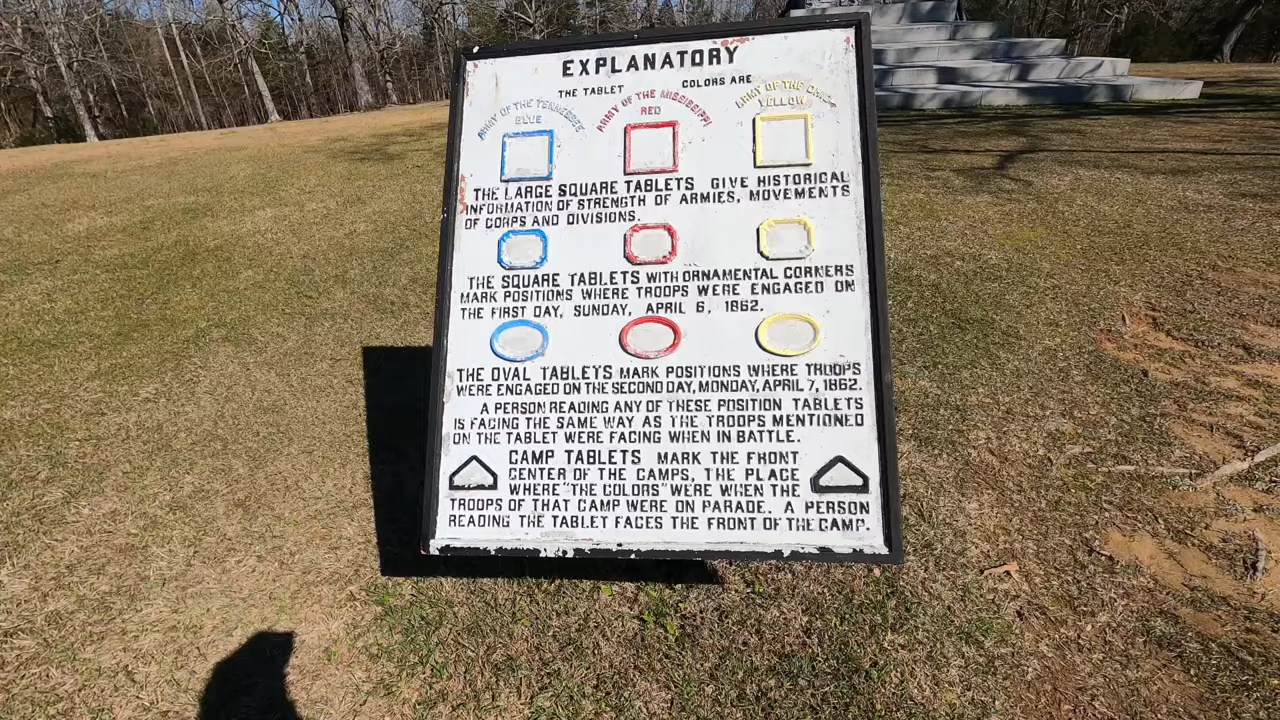 EXPLANATORY
THE TABLET COLORS ARE
ARMY OF THE TENNESSEE
BLUE
ARMY OF THE MISSISSIPPI
RED
ARMY OF THE OHIO
YELLOW
THE LARGE SQUARE TABLETS GIVE HISTORICAL
INFORMATION OF STRENGTH OF ARMIES, MOVEMENTS
OF CORPS AND DIVISIONS.
THE SQUARE TABLETS WITH ORNAMENTAL CORNERS
MARK POSITIONS WHERE TROOPS WERE ENGAGED ON
THE FIRST DAY, SUNDAY, APRIL 6, 1862.
THE OVAL TABLETS MARK POSITIONS WHERE TROOPS
WERE ENGAGED ON THE SECOND DAY, MONDAY, APRIL 7, 1862.
A PERSON READING ANY OF THESE POSITION TABLETS
IS FACING THE SAME WAY AS THE TROOPS MENTIONED
ON THE TABLET WERE FACING WHEN IN BATTLE.
CAMP TABLETS MARK THE FRONT
CENTER OF THE CAMPS, THE PLACE
WHERE "THE COLORS" WERE WHEN THE
TROOPS OF THAT CAMP WERE ON PARADE. A PERSON
READING THE TABLET FACES THE FRONT OF THE CAMP.